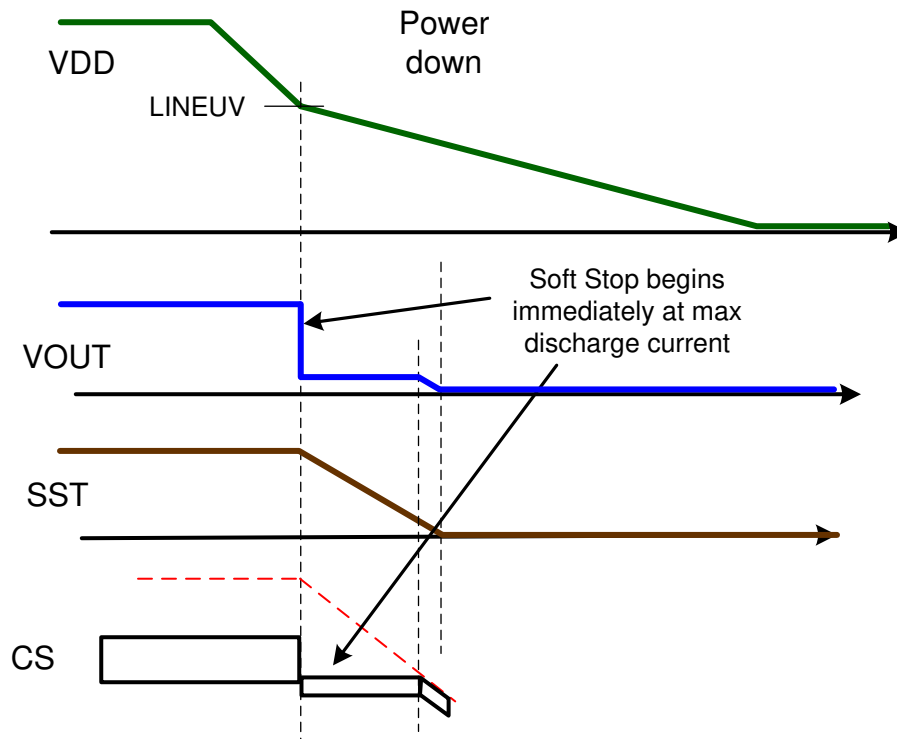 Power
down
VDD
LINEUV
Soft Stop begins
immediately at max
discharge current
VOUT
SST
CS